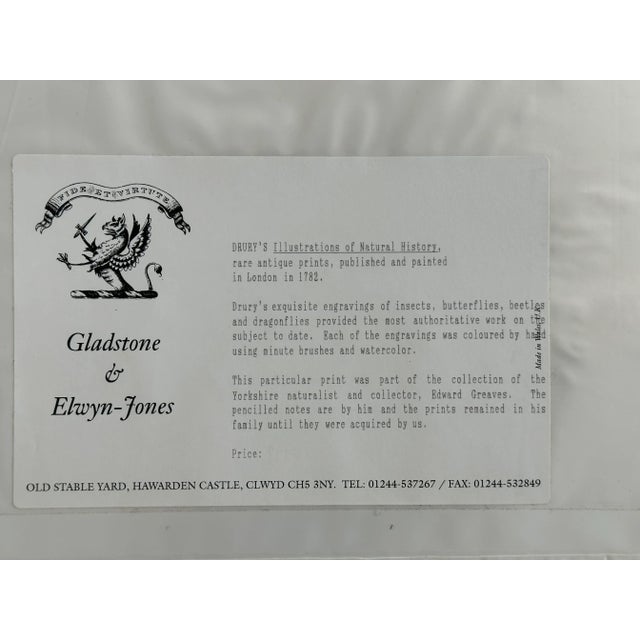 FIDE ET VIRTUTE
Gladstone
&
Elwyn-Jones
DRURY'S Illustrations of Natural History,
rare antique prints, published and painted
in London in 1782.
Drury's exquisite engravings of insects, butterflies, beetles
and dragonflies provided the most authoritative work on the
subject to date. Each of the engravings was coloured by hand
using minute brushes and watercolor.
This particular print was part of the collection of the
Yorkshire naturalist and collector, Edward Greaves. The
pencilled notes are by him and the prints remained in his
family until they were acquired by us.
Price:
Made in Wales, U.K.
OLD STABLE YARD, HAWARDEN CASTLE, CLWYD CH5 3NY. TEL: 01244-537267 / FAX: 01244-532849